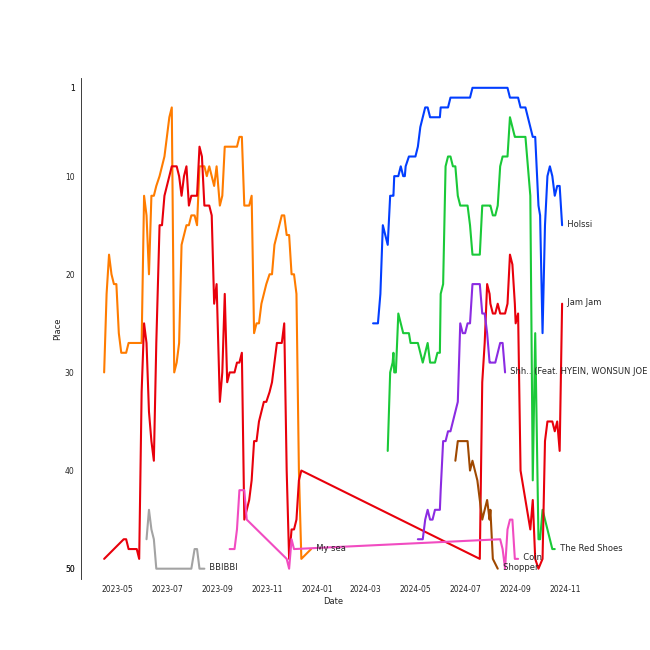 1
10
Holssi
20
Jam Jam
Place
30
Shh.. (Feat. HYEIN, WONSUN JOE
40
My sea
The Red Shoes
Coin
50
BBIBBI
Shopper
2023-05
2023-07
2023-09
2023-11
2024-01
2024-03
2024-05
2024-07
2024-09
2024-11
Date